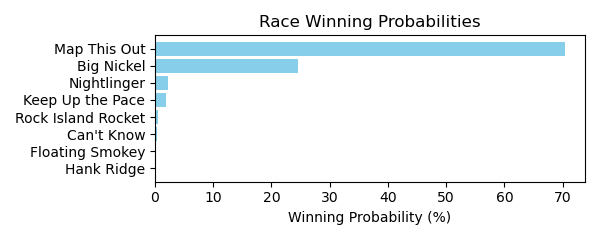 Race Winning Probabilities
Map This Out
Big Nickel
Nightlinger
Keep Up the Pace
Rock Island Rocket
Can't Know
Floating Smokey
Hank Ridge
0 10 20 30 40 50 60 70
Winning Probability (%)